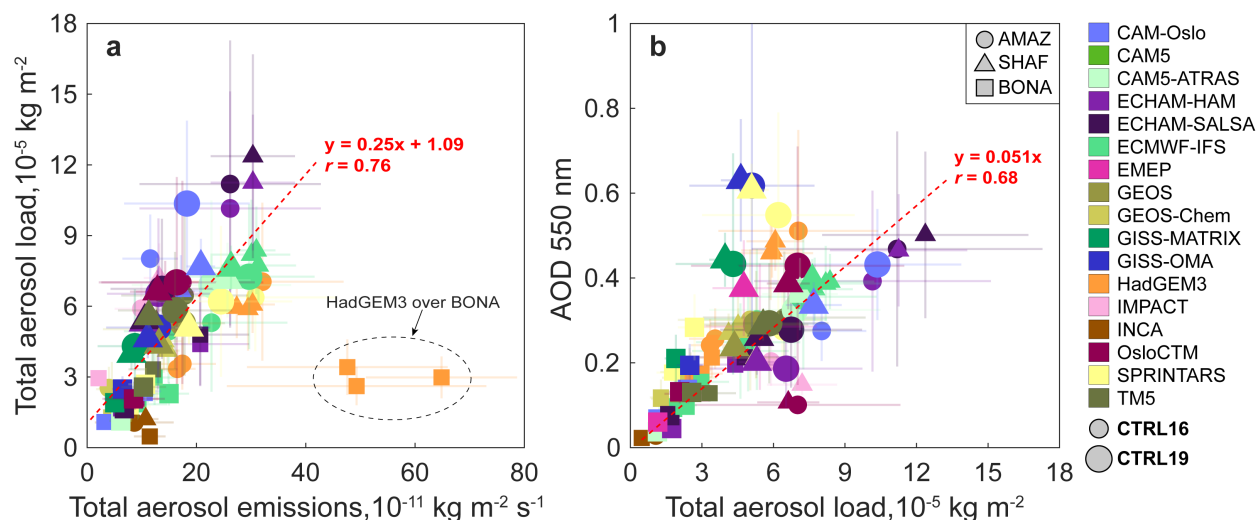 a
18
15
12
9
6
3
0
Total aerosol load,10⁻⁵ kg m⁻²
y = 0.25x + 1.09
r = 0.76
HadGEM3 over BONA
0 20 40 60 80
Total aerosol emissions,10⁻¹¹ kg m⁻² s⁻¹
b
1
0.8
0.6
0.4
0.2
0
AOD 550 nm
AMAZ
SHAF
BONA
y = 0.051x
r = 0.68
0 3 6 9 12 15 18
Total aerosol load,10⁻⁵ kg m⁻²
CAM-Oslo
CAM5
CAM5-ATRAS
ECHAM-HAM
ECHAM-SALSA
ECMWF-IFS
EMEP
GEOS
GEOS-Chem
GISS-MATRIX
GISS-OMA
HadGEM3
IMPACT
INCA
OsloCTM
SPRINTARS
TM5
CTRL16
CTRL19